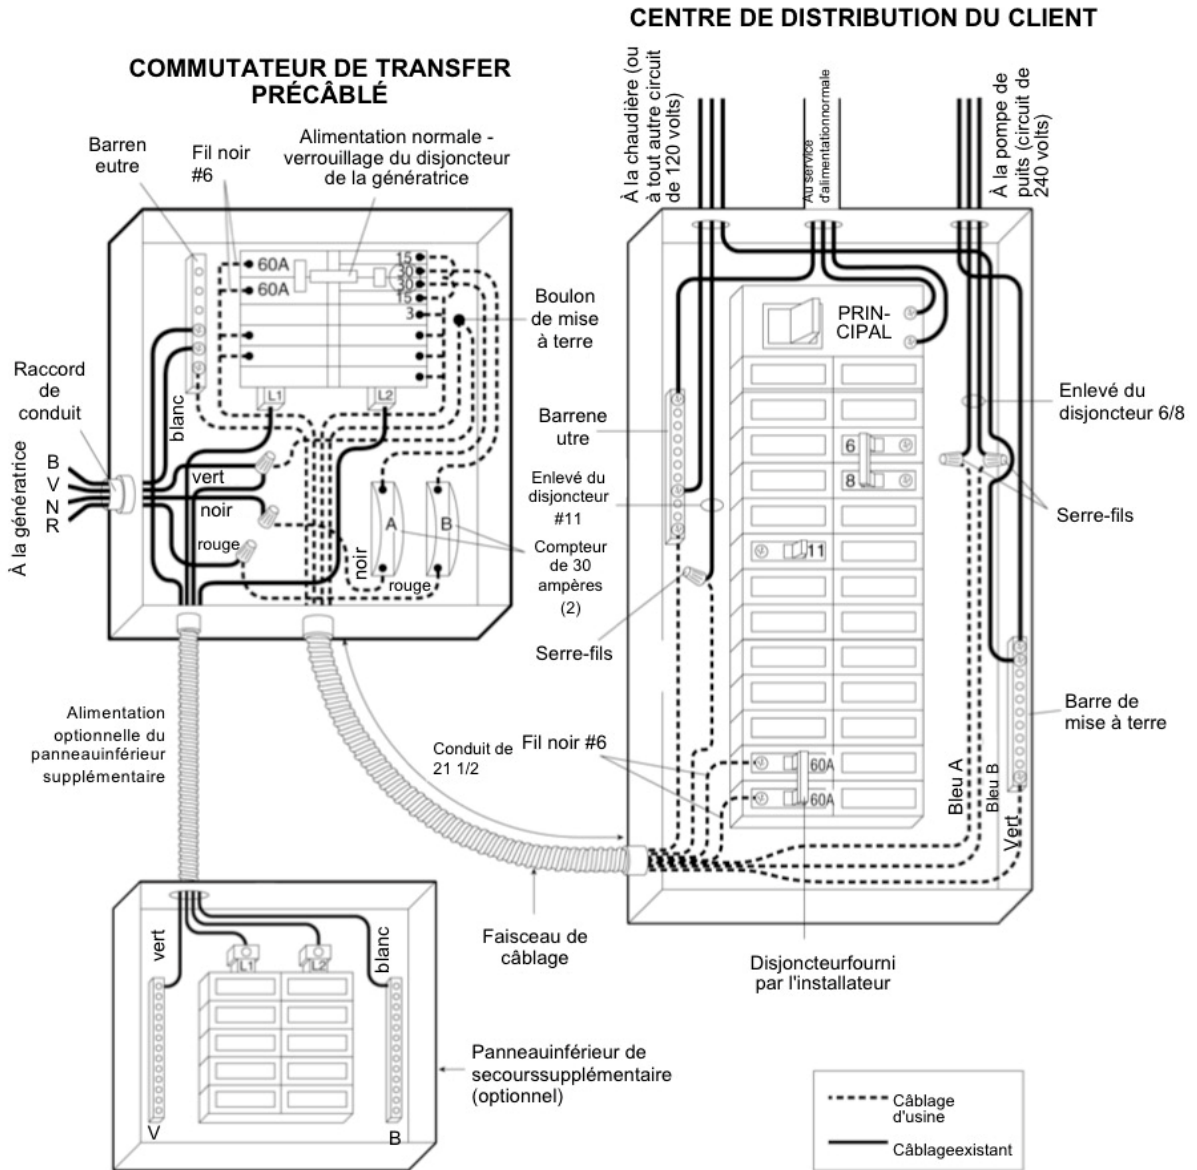 CENTRE DE DISTRIBUTION DU CLIENT
COMMUTATEUR DE TRANSFER
PRÉCÂBLÉ
Barren
eutre
Fil noir
#6
Alimentation normale -
verrouillage du disjoncteur
de la génératrice
À la chaudière (ou
à tout autre circuit
de 120 volts)
Au service
d'alimentationnormale
À la pompe de
puits (circuit de
240 volts)
60A
60A
15
30
30
15
3
L1
L2
Boulon
de mise
à terre
Raccord
de
conduit
blanc
vert
noir
rouge
À la génératrice
B
V
N
R
A
B
noir
rouge
Compteur
de 30
ampères
(2)
PRIN-
CIPAL
Barrene
utre
Enlevé du
disjoncteur
#11
Serre-fils
6
8
11
60A
60A
Enlevé du
disjoncteur 6/8
Serre-fils
Barre de
mise à terre
Bleu A
Bleu B
Vert
Alimentation
optionnelle du
panneauinférieur
supplémentaire
Conduit de
21 1/2
Fil noir #6
Faisceau de
câblage
Disjoncteurfourni
par l'installateur
vert
L1
L2
blanc
V
B
Panneauinférieur de
secourssupplémentaire
(optionnel)
Câblage
d'usine
Câblageexistant